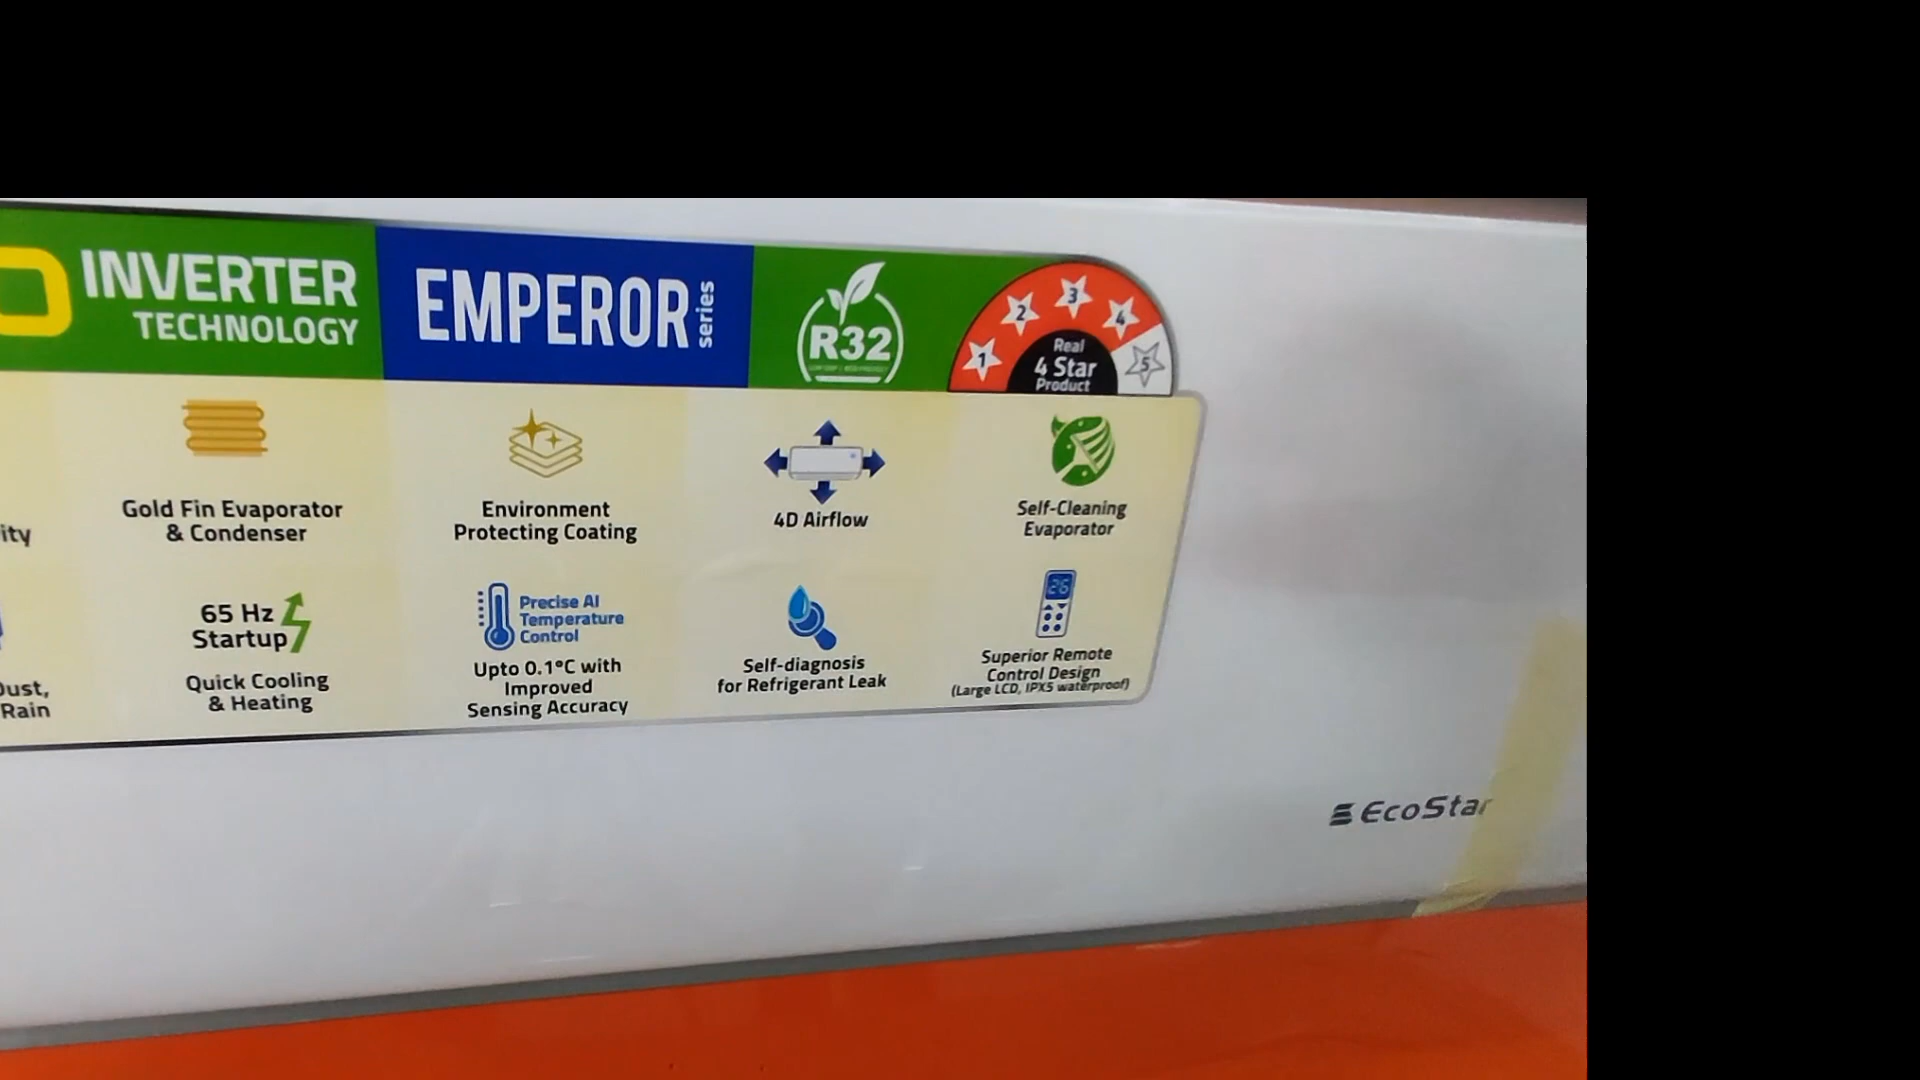 INVERTER
TECHNOLOGY
EMPEROR series
R32
1 2 3 4 5
Real
4 Star
Product
ity
Gold Fin Evaporator
& Condenser
Environment
Protecting Coating
4D Airflow
Self-Cleaning
Evaporator
Dust,
Rain
65 Hz
Startup
Quick Cooling
& Heating
Precise AI
Temperature
Control
Upto 0.1°C with
Improved
Sensing Accuracy
Self-diagnosis
for Refrigerant Leak
26
Superior Remote
Control Design
(Large LCD, IPX5 waterproof)
EcoStar